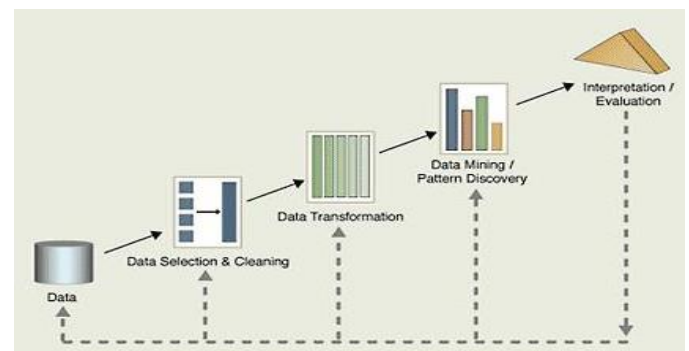 Interpretation /
Evaluation
Data Mining /
Pattern Discovery
Data Transformation
Data Selection & Cleaning
Data